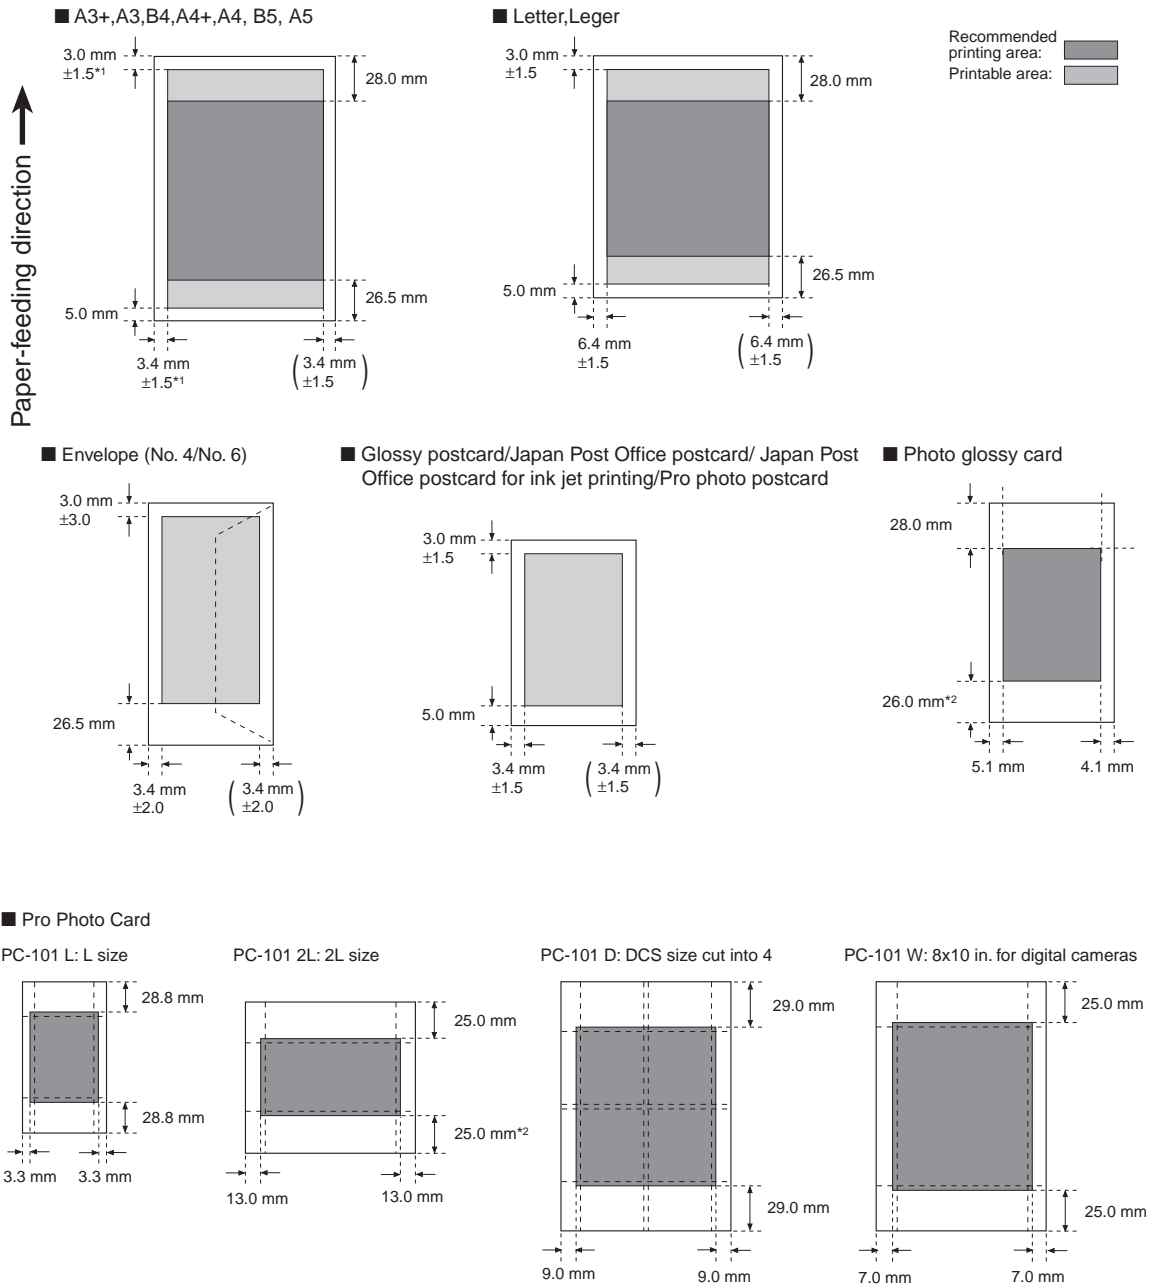 ■ A3+,A3,B4,A4+,A4, B5, A5
3.0 mm
±1.5*1
28.0 mm
26.5 mm
5.0 mm
3.4 mm
±1.5*1
(3.4 mm
±1.5)
■ Letter,Leger
3.0 mm
±1.5
28.0 mm
26.5 mm
5.0 mm
6.4 mm
±1.5
(6.4 mm
±1.5)
Recommended
printing area:
Printable area:
Paper-feeding direction
■ Envelope (No. 4/No. 6)
3.0 mm
±3.0
26.5 mm
3.4 mm
±2.0
(3.4 mm
±2.0)
■ Glossy postcard/Japan Post Office postcard/ Japan Post
Office postcard for ink jet printing/Pro photo postcard
3.0 mm
±1.5
5.0 mm
3.4 mm
±1.5
(3.4 mm
±1.5)
■ Photo glossy card
28.0 mm
26.0 mm*2
5.1 mm
4.1 mm
■ Pro Photo Card
PC-101 L: L size
28.8 mm
28.8 mm
3.3 mm
3.3 mm
PC-101 2L: 2L size
25.0 mm
25.0 mm*2
13.0 mm
13.0 mm
PC-101 D: DCS size cut into 4
29.0 mm
29.0 mm
9.0 mm
9.0 mm
PC-101 W: 8x10 in. for digital cameras
25.0 mm
25.0 mm
7.0 mm
7.0 mm